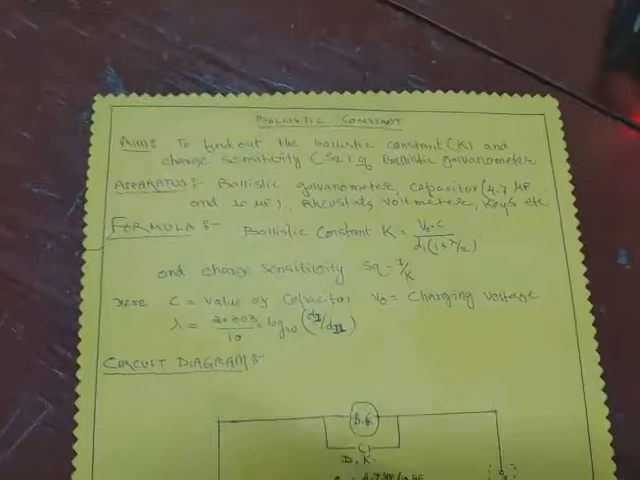 BALLISTIC CONSTANT
AIM:- To find out the ballistic constant (K) and
charge sensitivity (Sq) of Ballistic galvanometer
APPARATUS:- Ballistic galvanometer, Capacitor (4.7 μF
and 10 μF), Rheostats voltmeter, Keys etc
FORMULA :- Ballistic Constant K = V₀·C / d₁(1+λ/2)
and charge sensitivity Sq = 1/K
Here C = value of Capacitor V₀ = Charging voltage
λ = 2.303/10 log₁₀ (d₁/d₁₁)
CIRCUIT DIAGRAM :-
B.G
D.K.